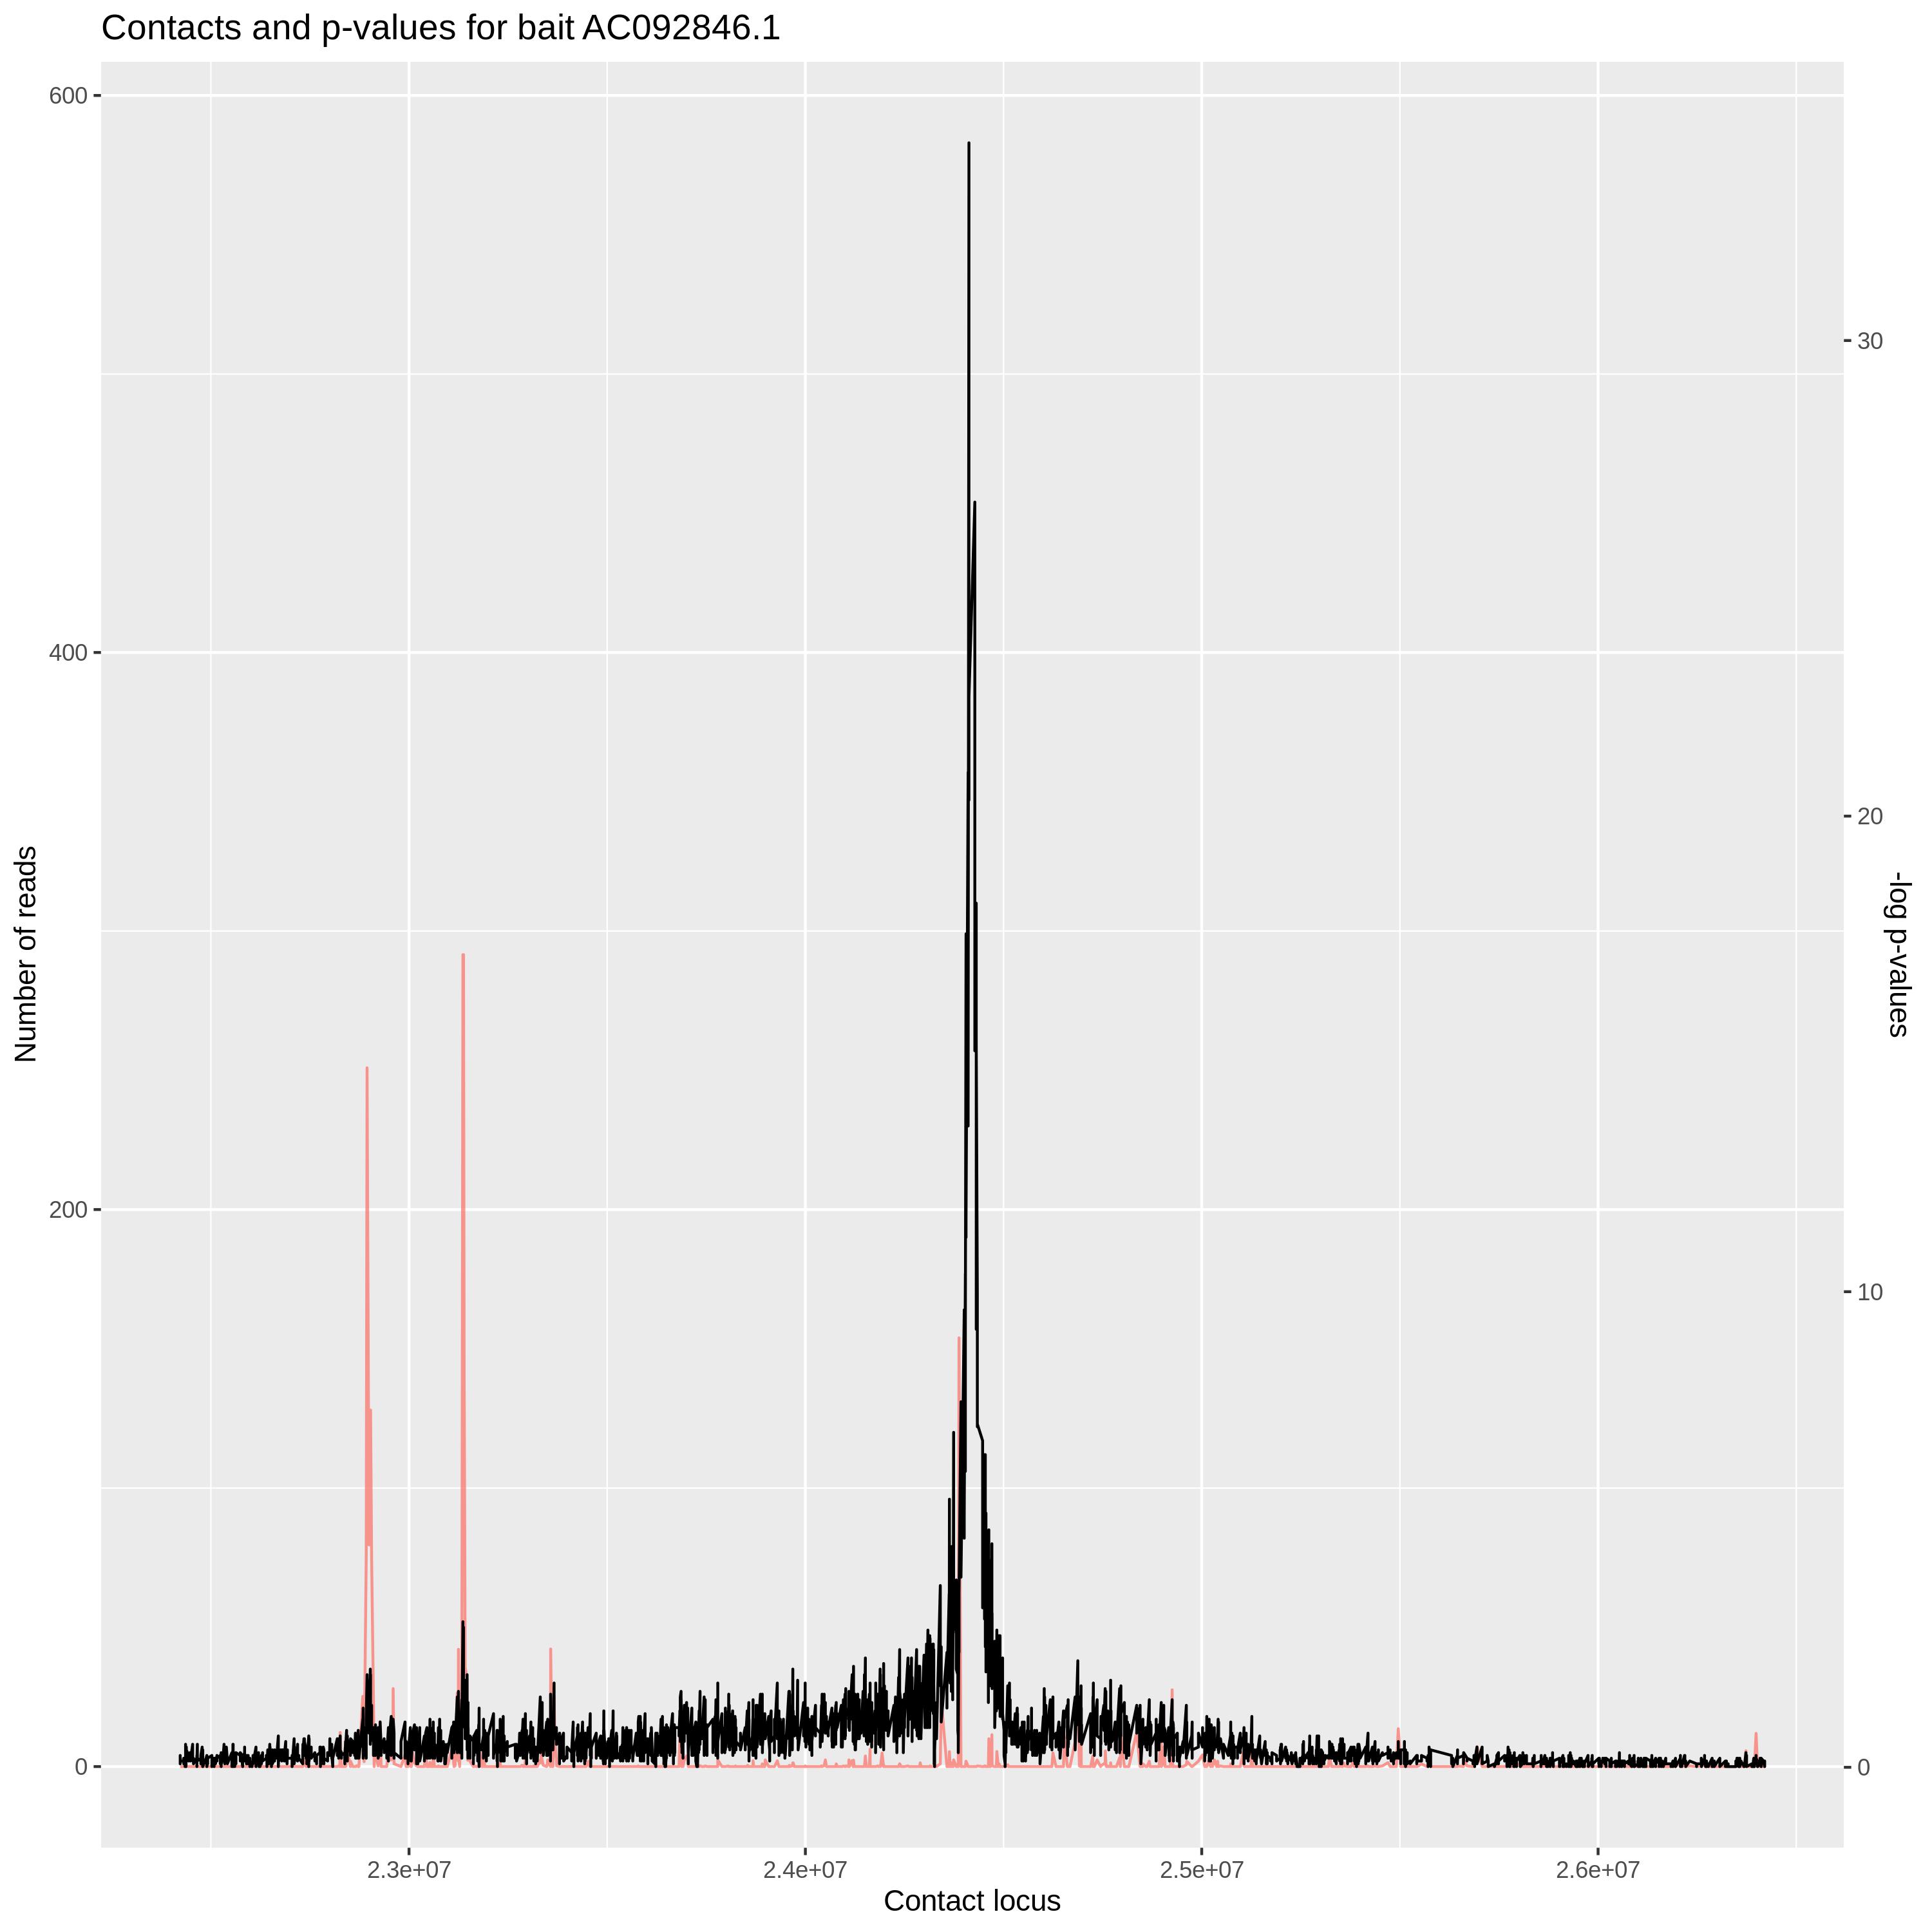 Contacts and p-values for bait AC092846.1
600
400
200
0
Number of reads
30
20
10
0
-log p-values
2.3e+07
2.4e+07
2.5e+07
2.6e+07
Contact locus